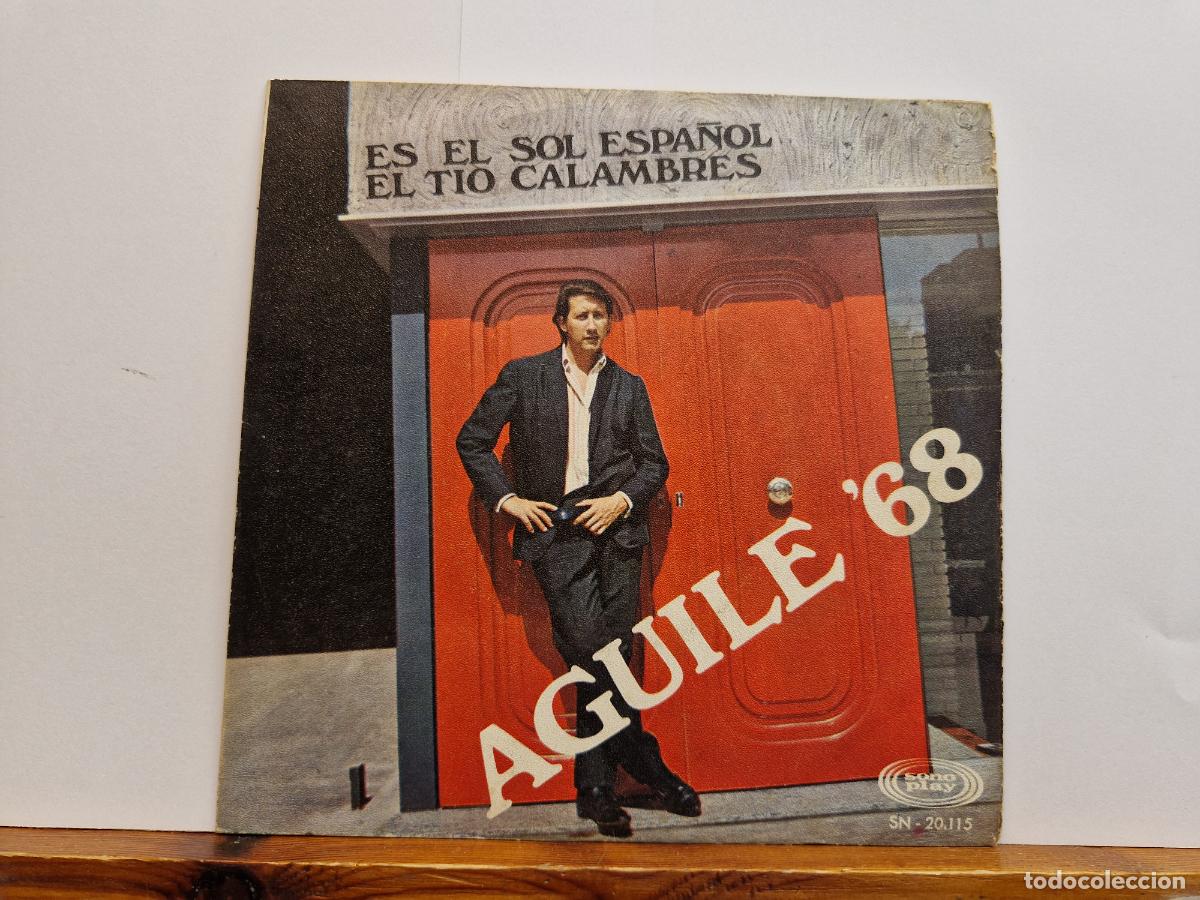 ES EL SOL ESPAÑOL
EL TIO CALAMBRES
AGUILE '68
sono
play
SN - 20.115
todocoleccion